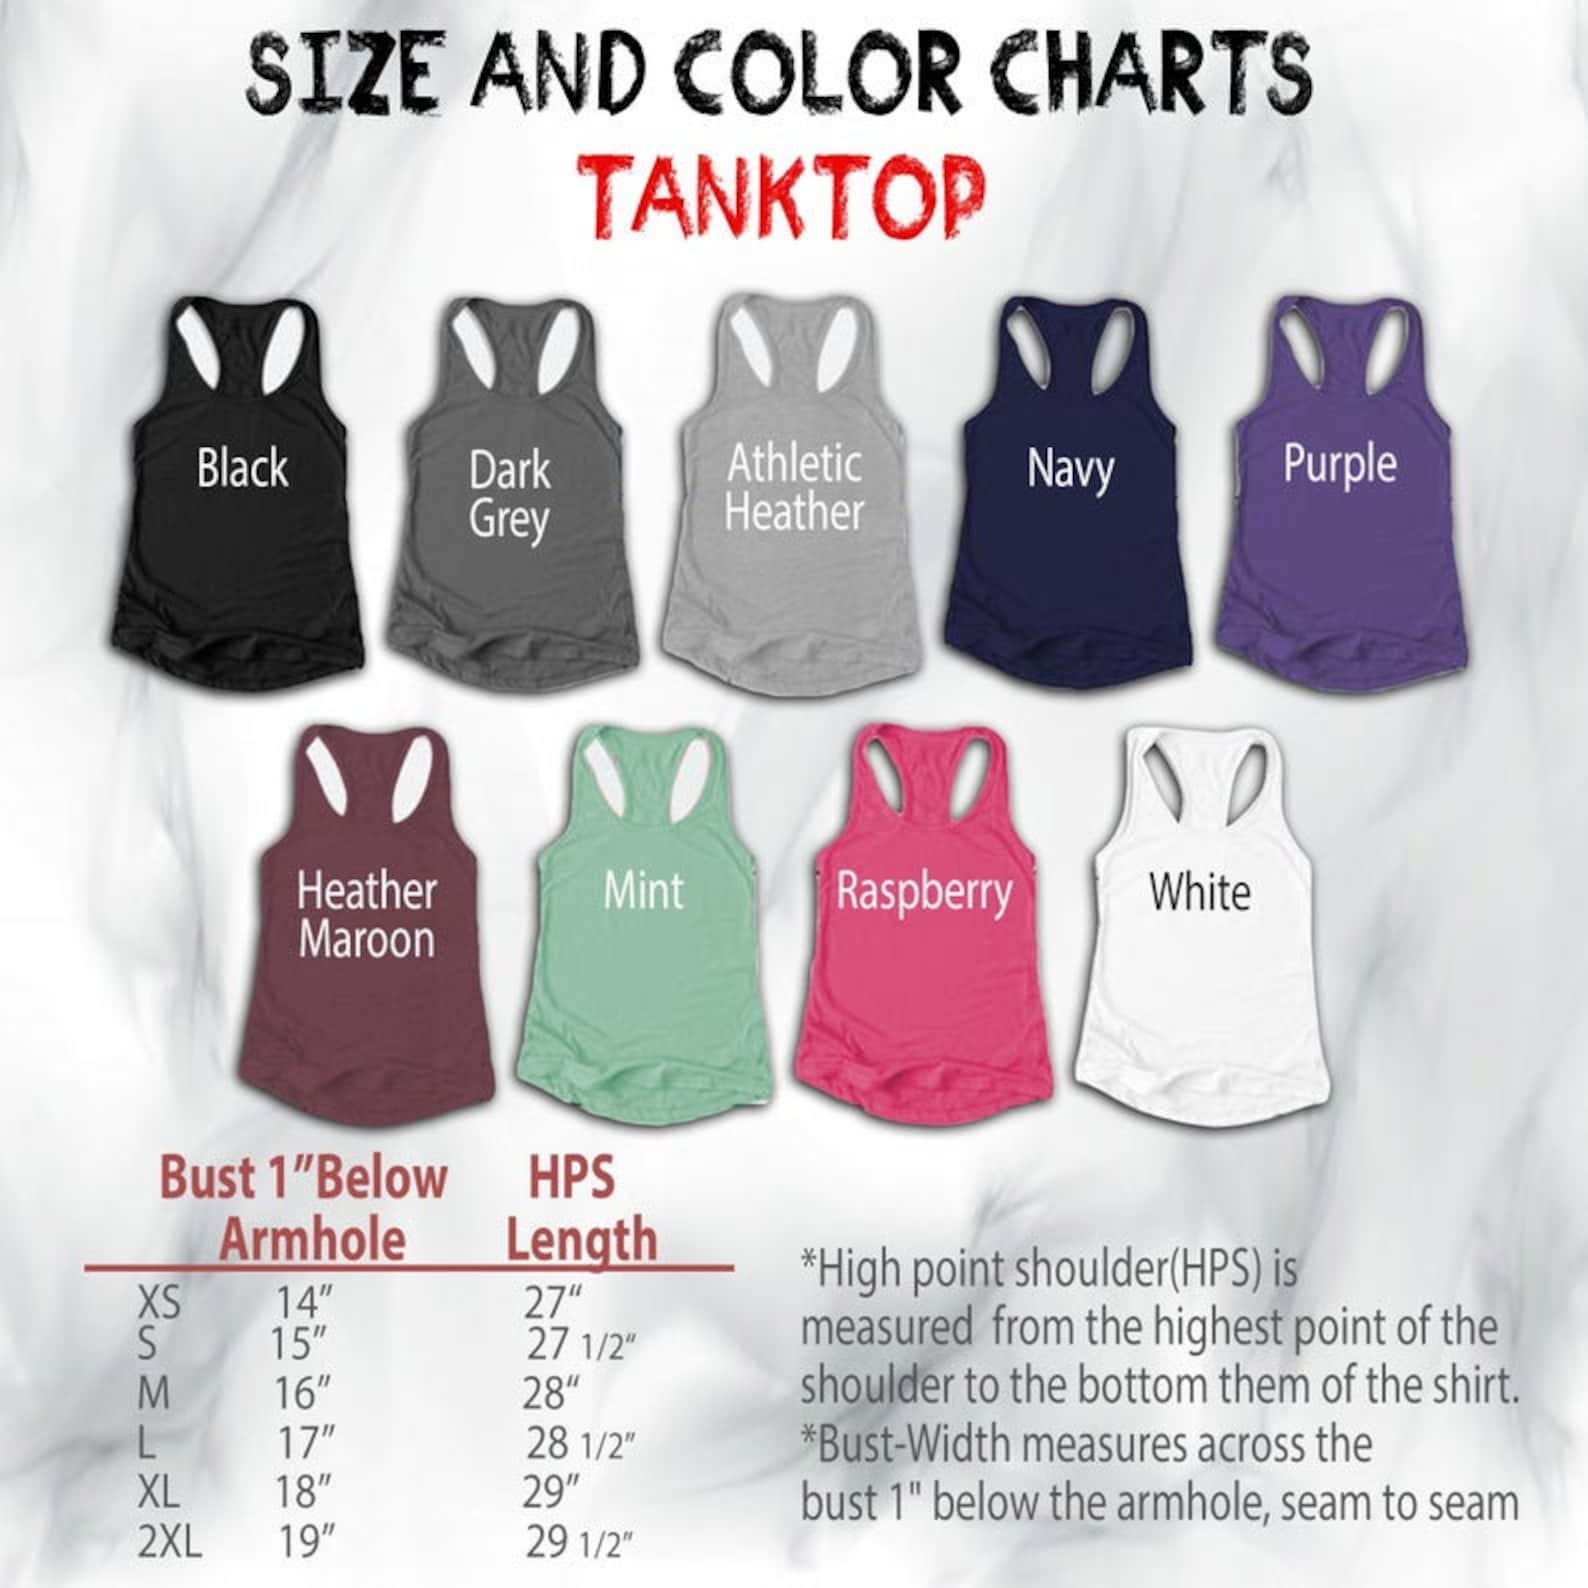 SIZE AND COLOR CHARTS
TANKTOP
Black
Dark
Grey
Athletic
Heather
Navy
Purple
Heather
Maroon
Mint
Raspberry
White
Bust 1”Below HPS
Armhole Length
XS 14” 27“
S 15” 27 1/2“
M 16” 28“
L 17” 28 1/2”
XL 18” 29”
2XL 19” 29 1/2”
*High point shoulder(HPS) is
measured from the highest point of the
shoulder to the bottom them of the shirt.
*Bust-Width measures across the
bust 1" below the armhole, seam to seam